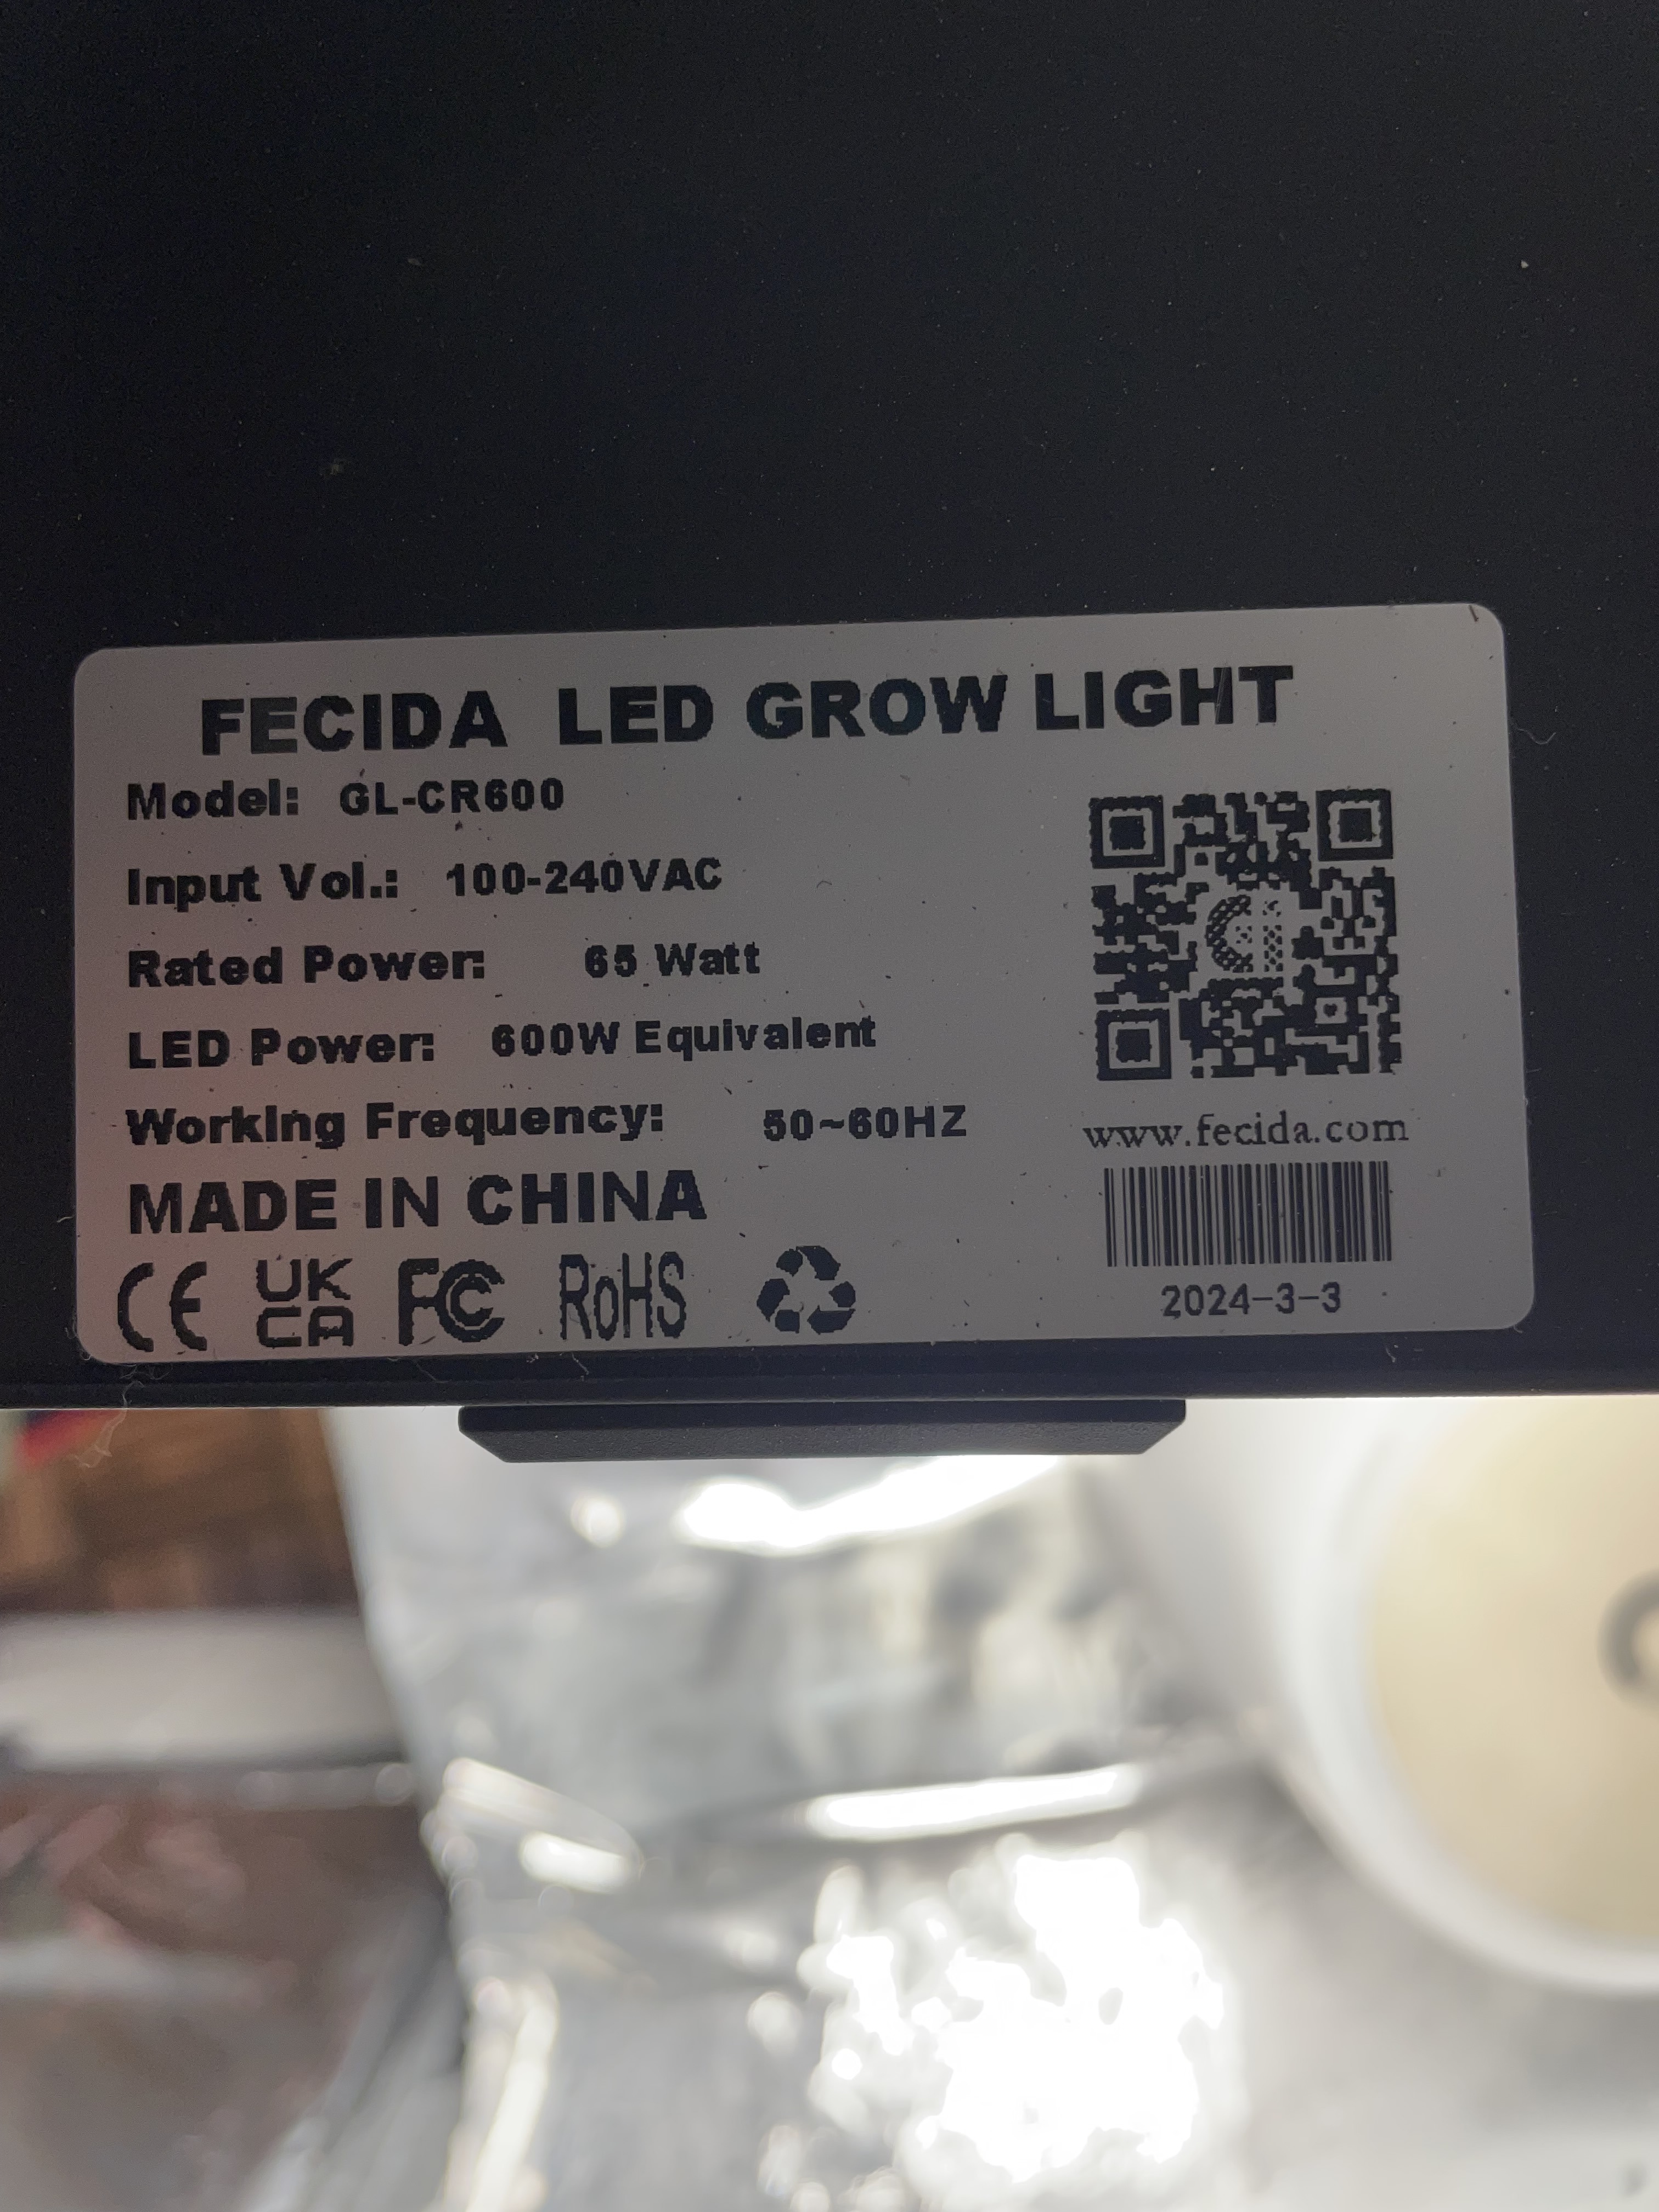 FECIDA LED GROW LIGHT
Model: GL-CR600
Input Vol.: 100-240VAC
Rated Power: 65 Watt
LED Power: 600W Equivalent
Working Frequency: 50~60HZ
MADE IN CHINA
CE UK CA FC RoHS
www.fecida.com
2024-3-3